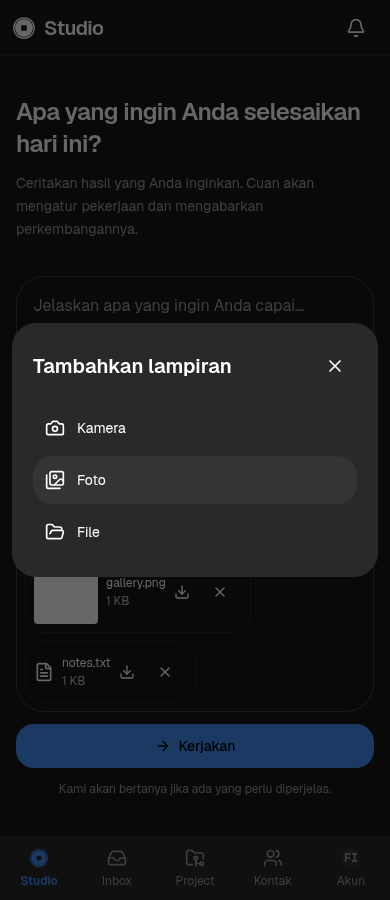 Studio
Apa yang ingin Anda selesaikan
hari ini?
Ceritakan hasil yang Anda inginkan. Cuan akan
mengatur pekerjaan dan mengabarkan
perkembangannya.
Jelaskan apa yang ingin Anda capai...
Tambahkan lampiran
Kamera
Foto
File
gallery.png
1 KB
notes.txt
1 KB
Kerjakan
Kami akan bertanya jika ada yang perlu diperjelas.
Studio
Inbox
Project
Kontak
FI
Akun